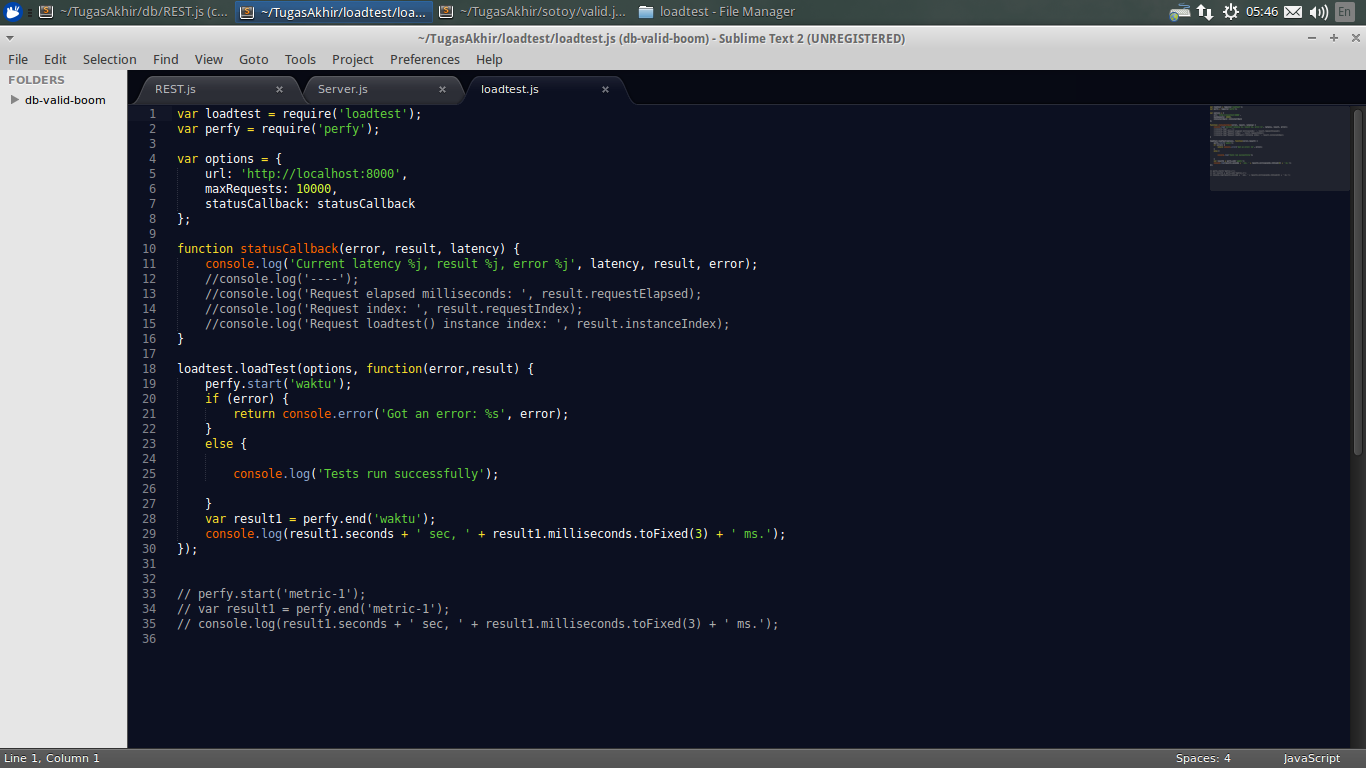 ~/TugasAkhir/db/REST.js (c... ~/TugasAkhir/loadtest/loa... ~/TugasAkhir/sotoy/valid.j... loadtest - File Manager 05:46 En
~/TugasAkhir/loadtest/loadtest.js (db-valid-boom) - Sublime Text 2 (UNREGISTERED)
File Edit Selection Find View Goto Tools Project Preferences Help
FOLDERS
db-valid-boom
REST.js × Server.js × loadtest.js ×
1 var loadtest = require('loadtest');
2 var perfy = require('perfy');
3
4 var options = {
5     url: 'http://localhost:8000',
6     maxRequests: 10000,
7     statusCallback: statusCallback
8 };
9
10 function statusCallback(error, result, latency) {
11     console.log('Current latency %j, result %j, error %j', latency, result, error);
12     //console.log('----');
13     //console.log('Request elapsed milliseconds: ', result.requestElapsed);
14     //console.log('Request index: ', result.requestIndex);
15     //console.log('Request loadtest() instance index: ', result.instanceIndex);
16 }
17
18 loadtest.loadTest(options, function(error,result) {
19     perfy.start('waktu');
20     if (error) {
21         return console.error('Got an error: %s', error);
22     }
23     else {
24
25         console.log('Tests run successfully');
26
27     }
28     var result1 = perfy.end('waktu');
29     console.log(result1.seconds + ' sec, ' + result1.milliseconds.toFixed(3) + ' ms.');
30 });
31
32
33 // perfy.start('metric-1');
34 // var result1 = perfy.end('metric-1');
35 // console.log(result1.seconds + ' sec, ' + result1.milliseconds.toFixed(3) + ' ms.');
36
Line 1, Column 1 Spaces: 4 JavaScript